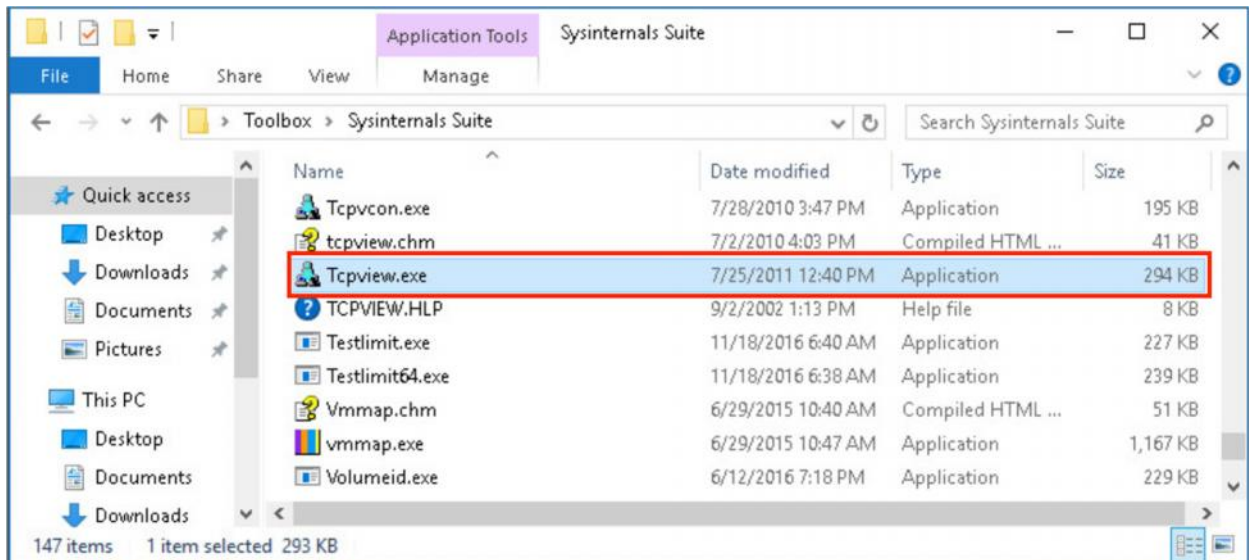 Application Tools Sysinternals Suite
File Home Share View Manage
Toolbox > Sysinternals Suite Search Sysinternals Suite
Name Date modified Type Size
Quick access
Desktop
Downloads
Documents
Pictures
This PC
Desktop
Documents
Downloads
Tcpvcon.exe 7/28/2010 3:47 PM Application 195 KB
tcpview.chm 7/2/2010 4:03 PM Compiled HTML ... 41 KB
Tcpview.exe 7/25/2011 12:40 PM Application 294 KB
TCPVIEW.HLP 9/2/2002 1:13 PM Help file 8 KB
Testlimit.exe 11/18/2016 6:40 AM Application 227 KB
Testlimit64.exe 11/18/2016 6:38 AM Application 239 KB
Vmmap.chm 6/29/2015 10:40 AM Compiled HTML ... 51 KB
vmmap.exe 6/29/2015 10:47 AM Application 1,167 KB
Volumeid.exe 6/12/2016 7:18 PM Application 229 KB
147 items 1 item selected 293 KB